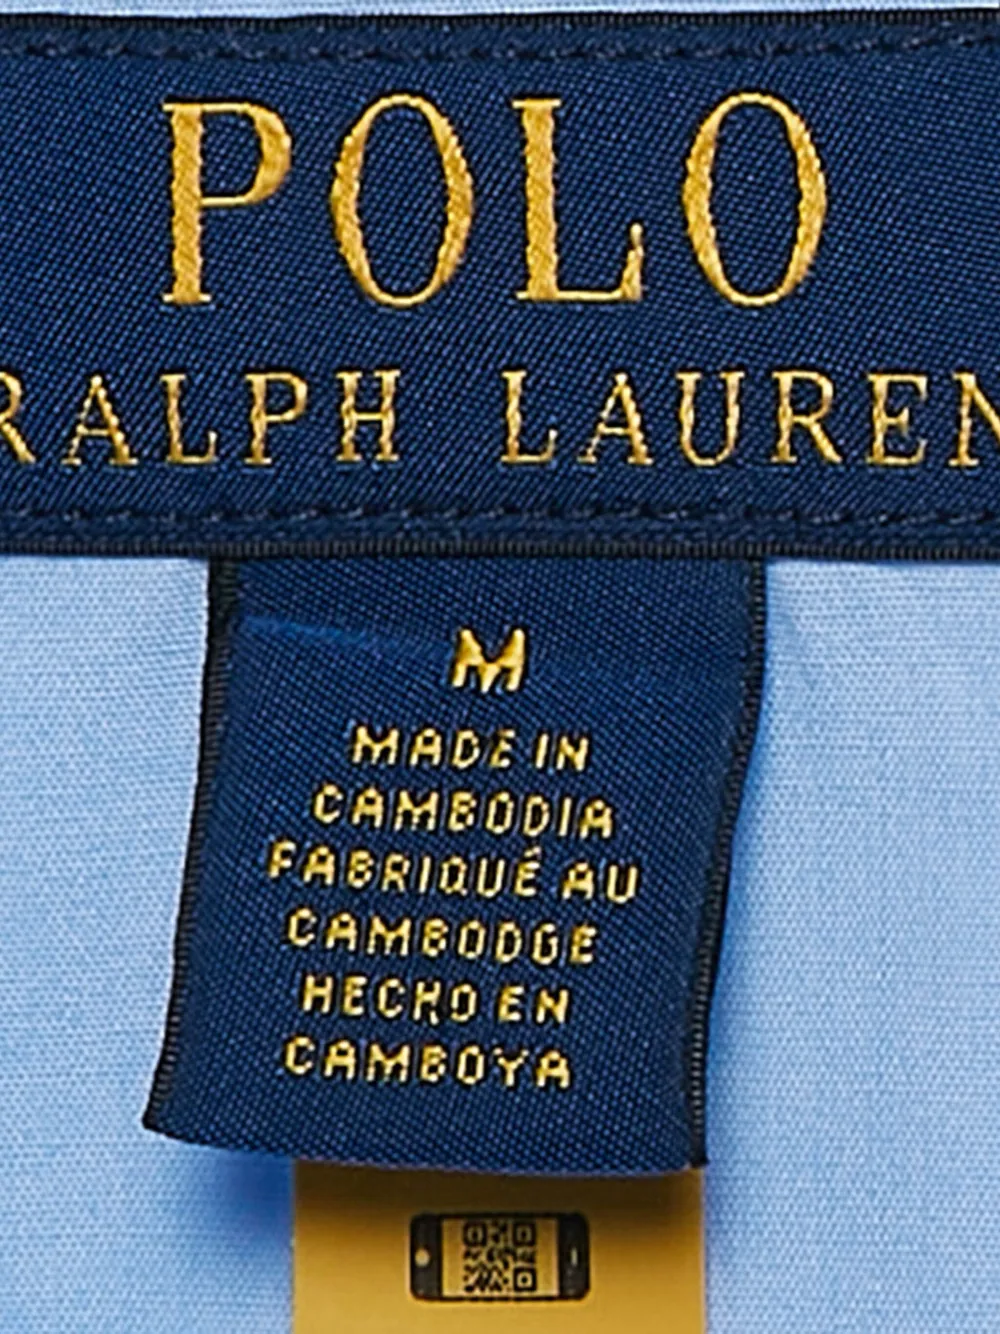 POLO
RALPH LAUREN
M
MADE IN
CAMBODIA
FABRIQUÉ AU
CAMBODGE
HECHO EN
CAMBOYA